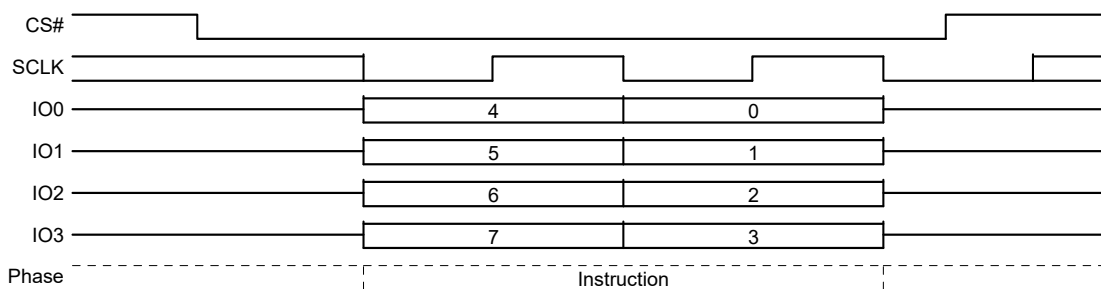 CS#
SCLK
IO0 4 0
IO1 5 1
IO2 6 2
IO3 7 3
Phase Instruction